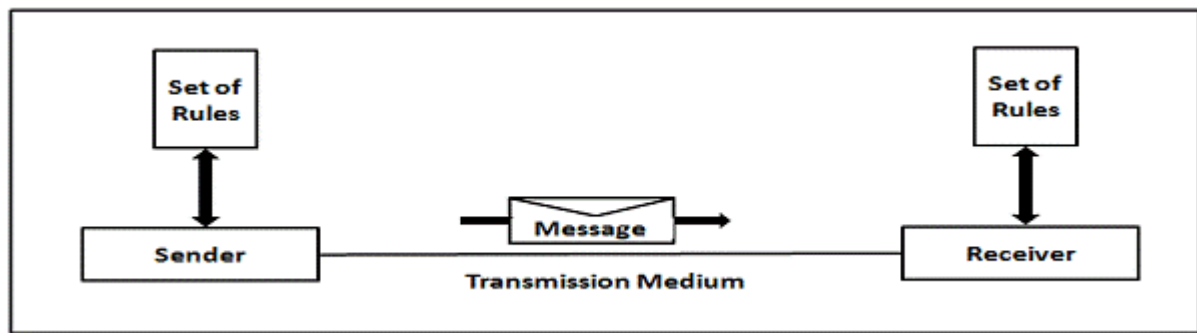 Set of
Rules
Set of
Rules
Message
Sender
Receiver
Transmission Medium